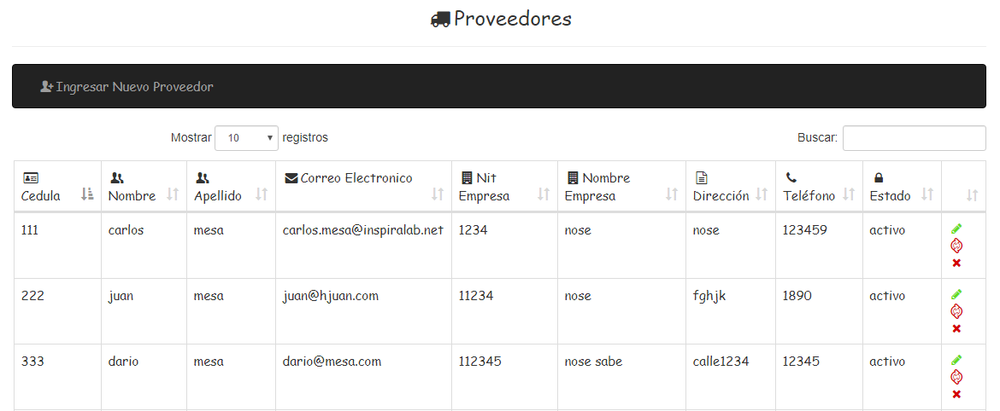 Proveedores
Ingresar Nuevo Proveedor
Mostrar 10 registros Buscar:
Cedula Nombre Apellido Correo Electronico Nit Empresa Nombre Empresa Dirección Teléfono Estado
111 carlos mesa carlos.mesa@inspiralab.net 1234 nose nose 123459 activo
222 juan mesa juan@hjuan.com 11234 nose fghjk 1890 activo
333 dario mesa dario@mesa.com 112345 nose sabe calle1234 12345 activo